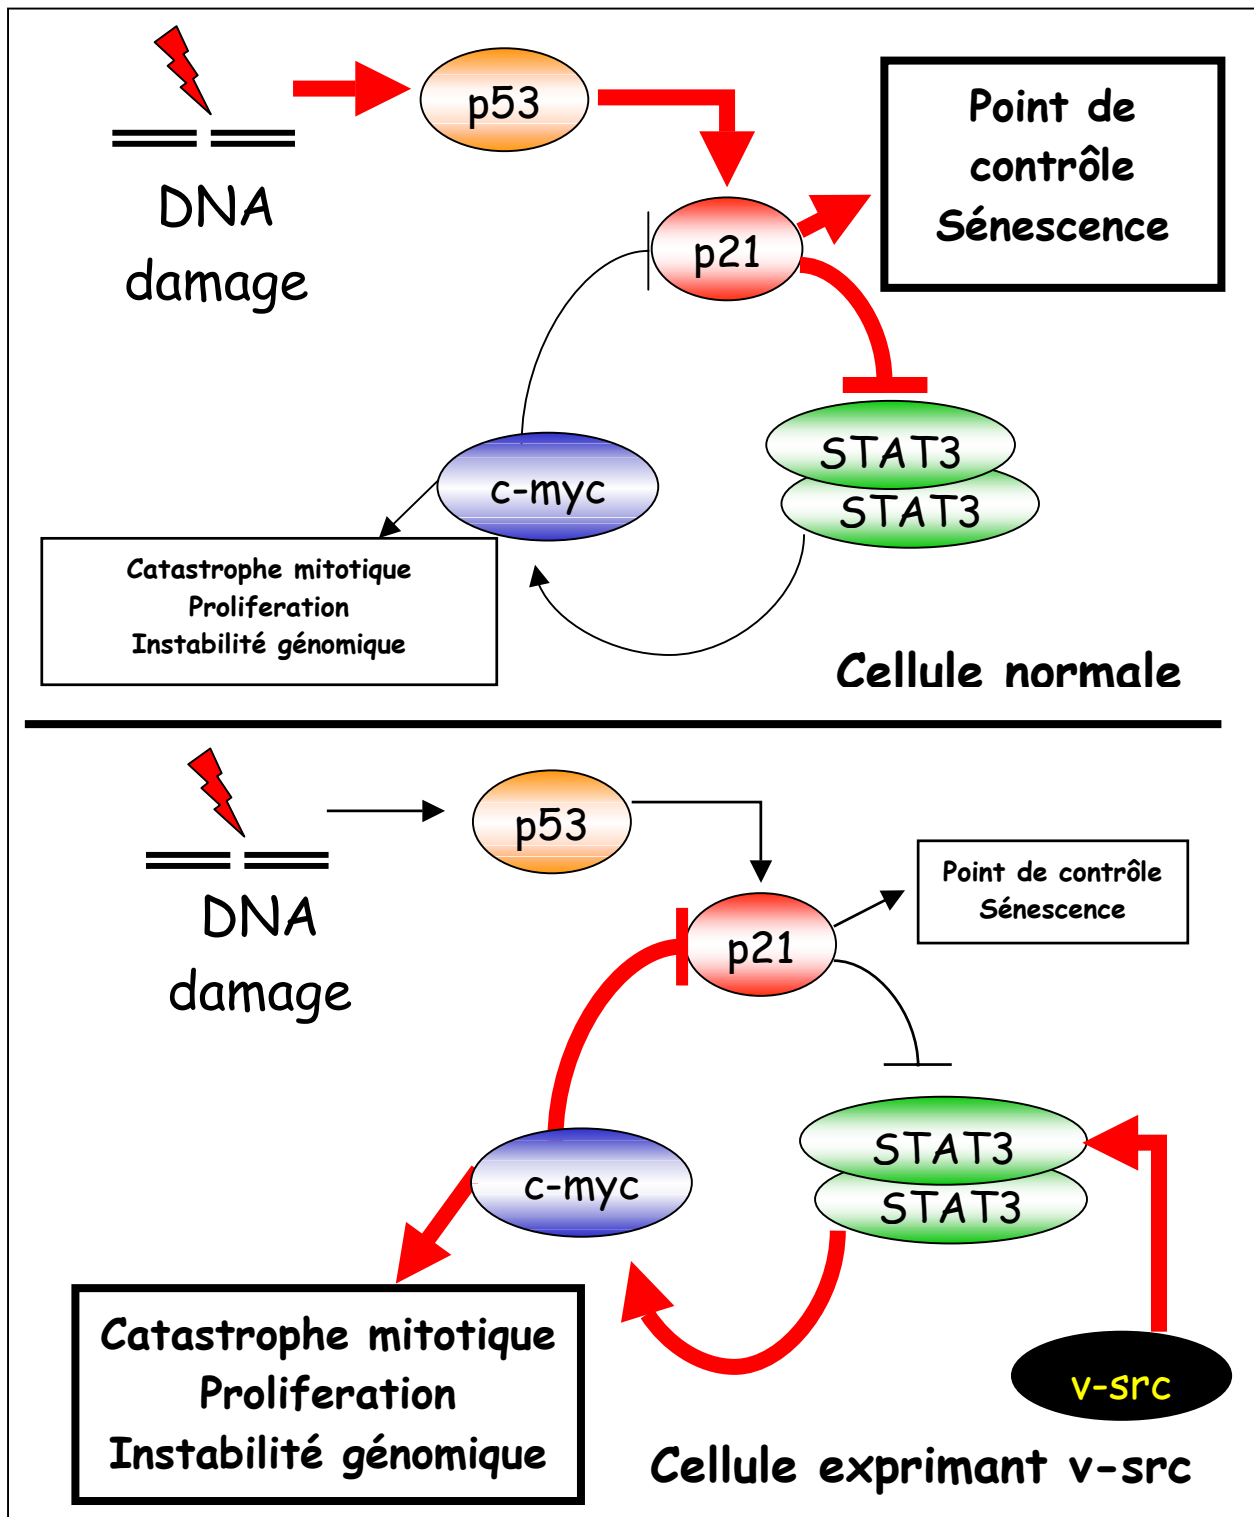 p53
DNA
damage
p21
Point de
contrôle
Sénescence
STAT3
STAT3
c-myc
Catastrophe mitotique
Proliferation
Instabilité génomique
Cellule normale
p53
DNA
damage
p21
Point de contrôle
Sénescence
STAT3
STAT3
c-myc
Catastrophe mitotique
Proliferation
Instabilité génomique
v-src
Cellule exprimant v-src